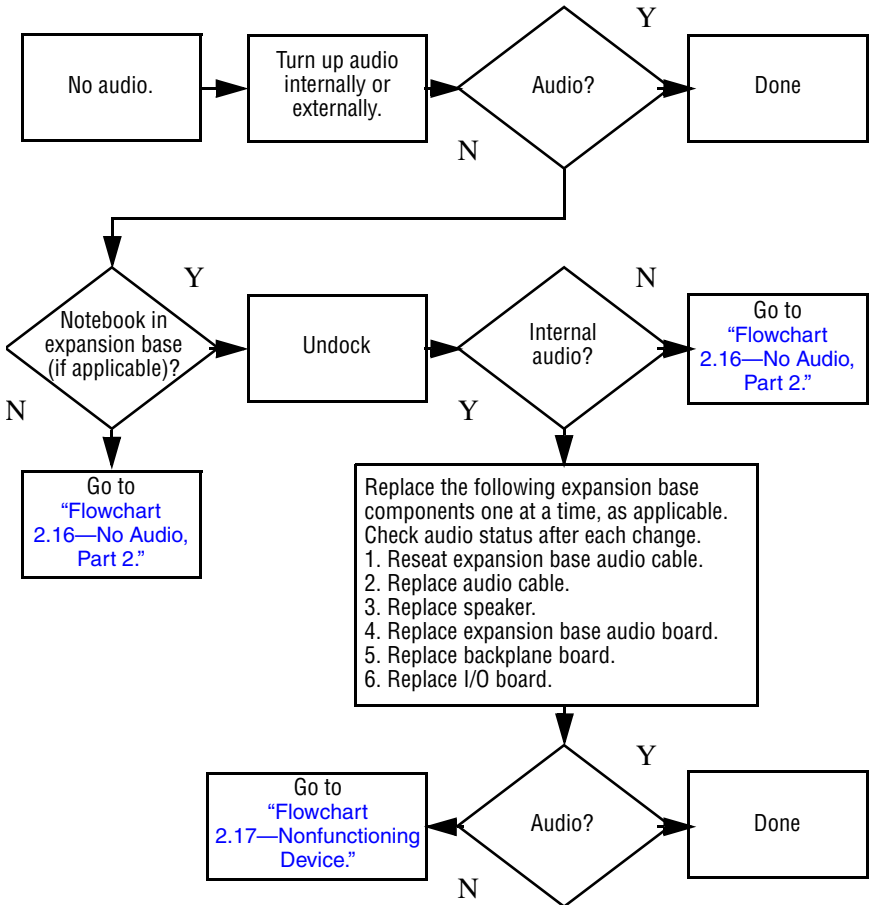 No audio.
Turn up audio
internally or
externally.
Audio?
Y
N
Done
Notebook in
expansion base
(if applicable)?
Y
N
Undock
Internal
audio?
N
Y
Go to
“Flowchart
2.16—No Audio,
Part 2.”
Go to
“Flowchart
2.16—No Audio,
Part 2.”
Replace the following expansion base
components one at a time, as applicable.
Check audio status after each change.
1. Reseat expansion base audio cable.
2. Replace audio cable.
3. Replace speaker.
4. Replace expansion base audio board.
5. Replace backplane board.
6. Replace I/O board.
Go to
“Flowchart
2.17—Nonfunctioning
Device.”
Audio?
Y
N
Done